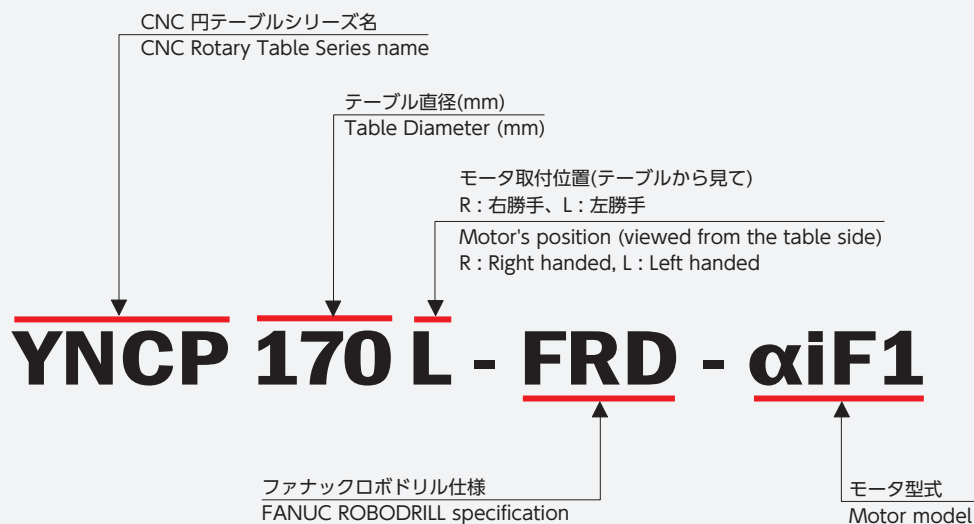 CNC 円テーブルシリーズ名
CNC Rotary Table Series name
テーブル直径(mm)
Table Diameter (mm)
モータ取付位置(テーブルから見て)
R : 右勝手、L : 左勝手
Motor's position (viewed from the table side)
R : Right handed, L : Left handed
YNCP 170 L - FRD - αiF1
ファナックロボドリル仕様
FANUC ROBODRILL specification
モータ型式
Motor model